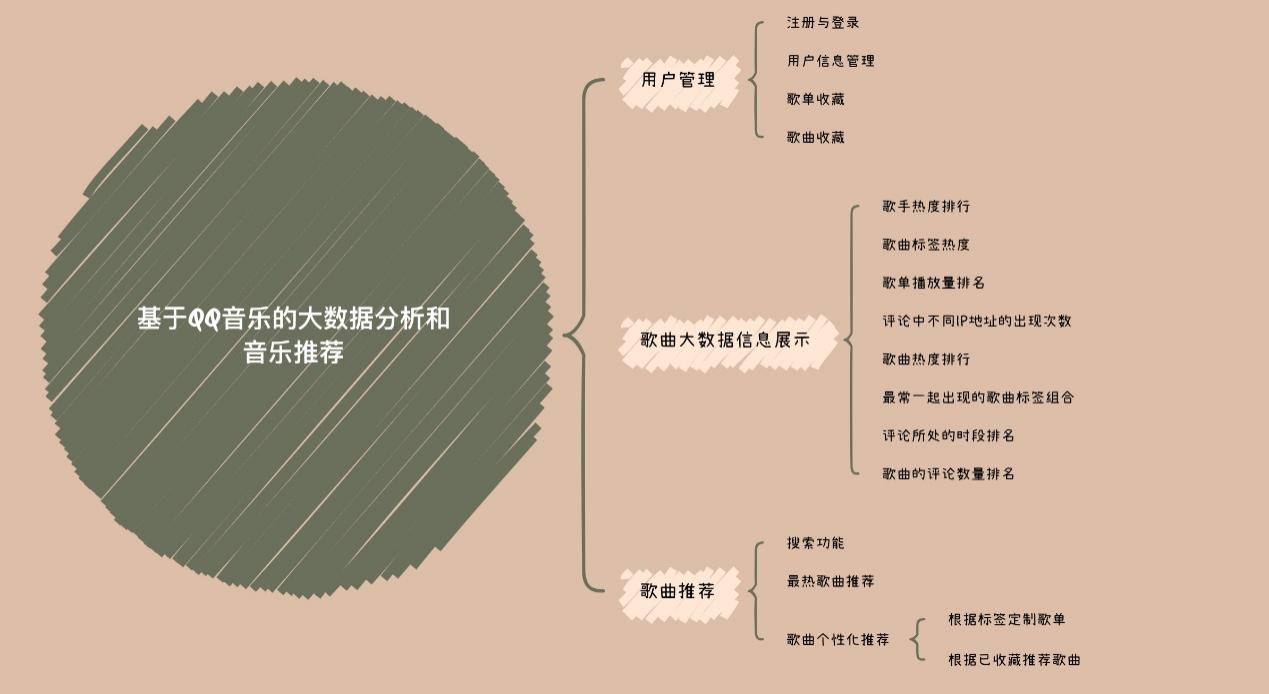 基于QQ音乐的大数据分析和
音乐推荐
用户管理
注册与登录
用户信息管理
歌单收藏
歌曲收藏
歌曲大数据信息展示
歌手热度排行
歌曲标签热度
歌单播放量排名
评论中不同IP地址的出现次数
歌曲热度排行
最常一起出现的歌曲标签组合
评论所处的时段排名
歌曲的评论数量排名
歌曲推荐
搜索功能
最热歌曲推荐
歌曲个性化推荐
根据标签定制歌单
根据已收藏推荐歌曲